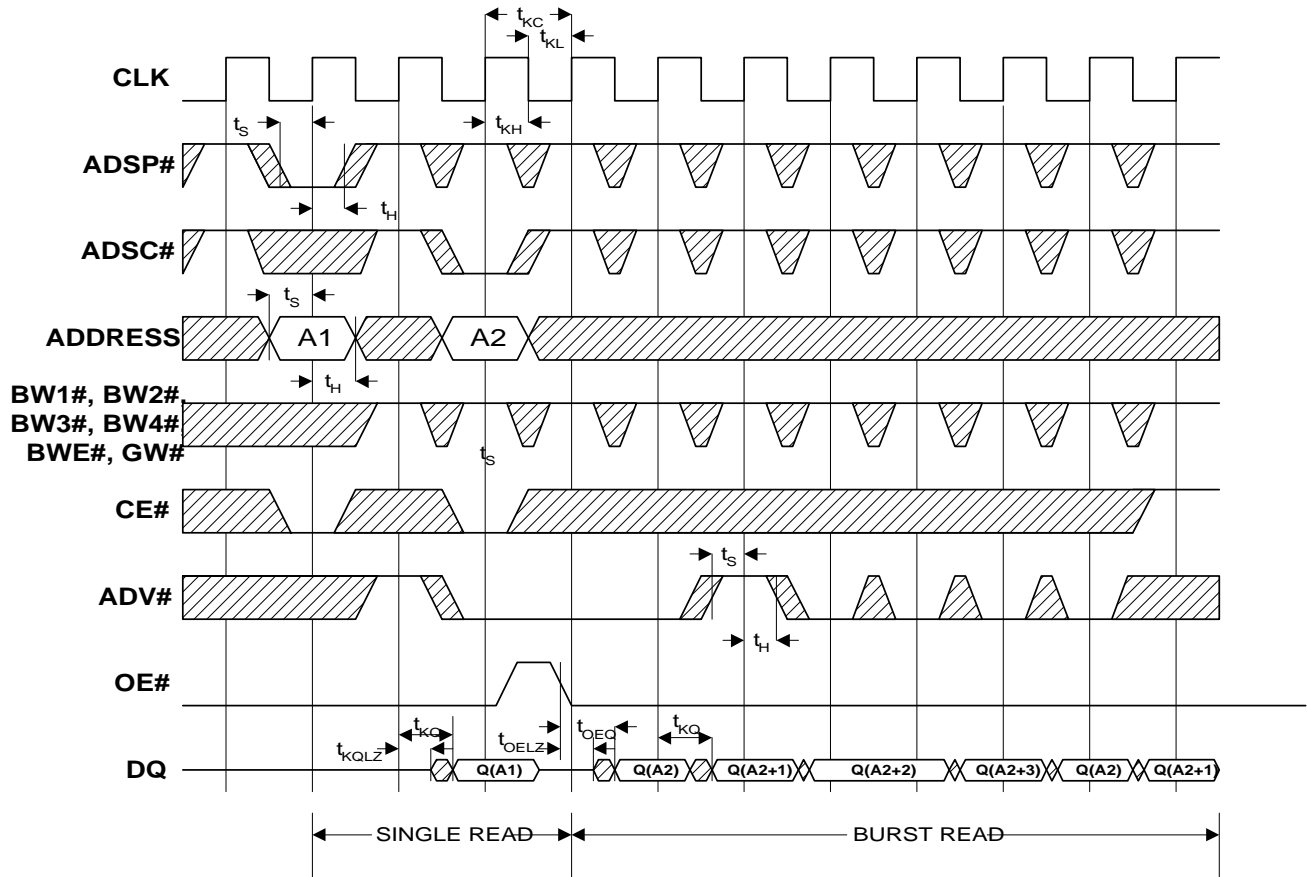 tKC
tKL
CLK
tS
tKH
ADSP#
tH
ADSC#
tS
ADDRESS
A1
A2
tH
BW1#, BW2#,
BW3#, BW4#
BWE#, GW#
tS
CE#
tS
ADV#
tH
OE#
tKQ
tOEQ
tKQ
tKQLZ
tOELZ
DQ
Q(A1)
Q(A2)
Q(A2+1)
Q(A2+2)
Q(A2+3)
Q(A2)
Q(A2+1)
SINGLE READ
BURST READ